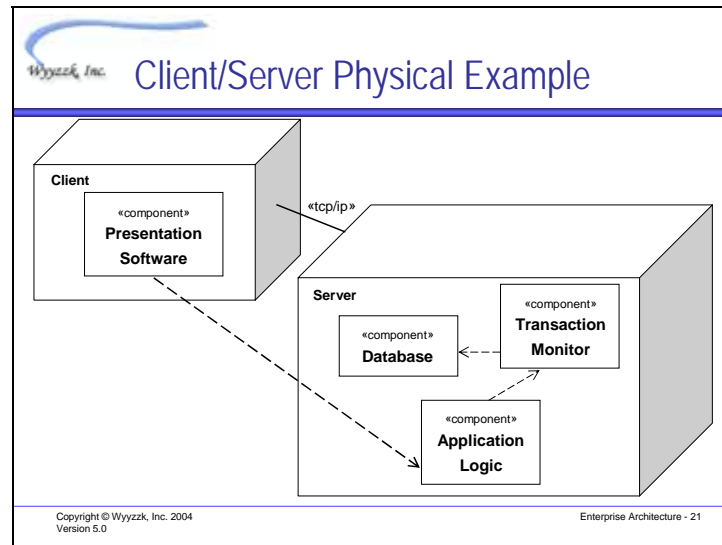 Wyyzzk, Inc.
Client/Server Physical Example
Client
«component»
Presentation
Software
«tcp/ip»
Server
«component»
Database
«component»
Transaction
Monitor
«component»
Application
Logic
Copyright © Wyyzzk, Inc. 2004
Version 5.0
Enterprise Architecture - 21